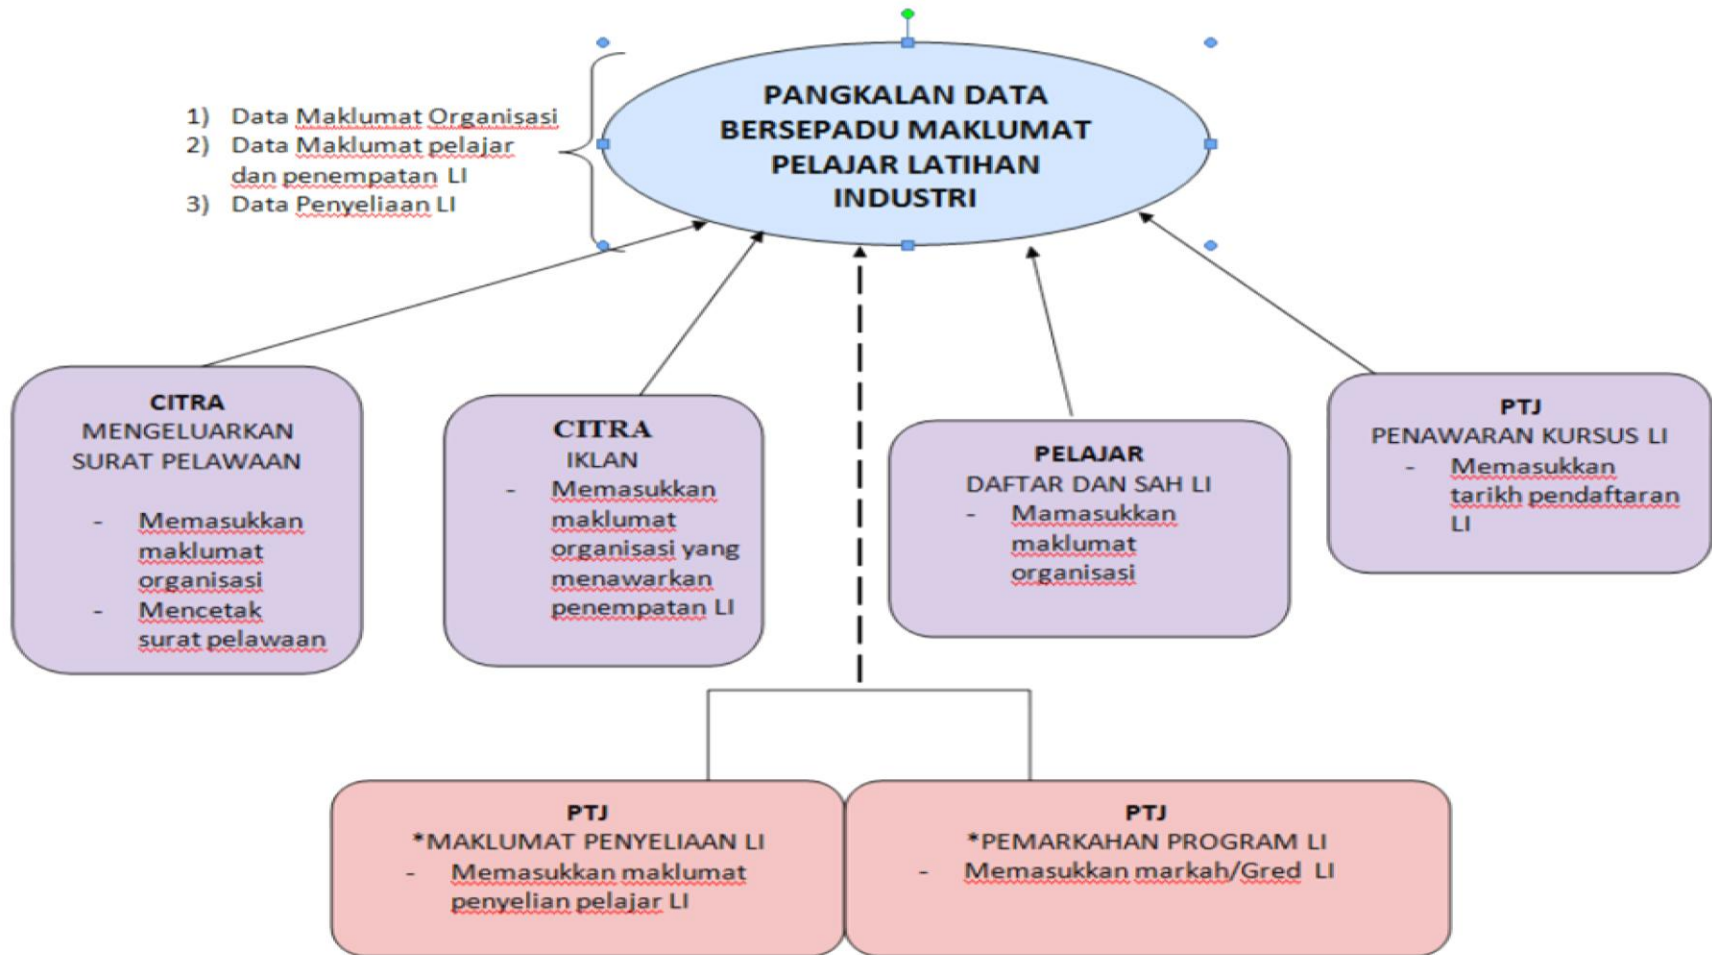 PANGKALAN DATA
BERSEPADU MAKLUMAT
PELAJAR LATIHAN
INDUSTRI
1) Data Maklumat Organisasi
2) Data Maklumat pelajar
dan penempatan LI
3) Data Penyeliaan LI
CITRA
MENGELUARKAN
SURAT PELAWAAN
- Memasukkan
maklumat
organisasi
- Mencetak
surat pelawaan
CITRA
IKLAN
- Memasukkan
maklumat
organisasi yang
menawarkan
penempatan LI
PELAJAR
DAFTAR DAN SAH LI
- Mamasukkan
maklumat
organisasi
PTJ
PENAWARAN KURSUS LI
- Memasukkan
tarikh pendaftaran
LI
PTJ
*MAKLUMAT PENYELIAAN LI
- Memasukkan maklumat
penyelian pelajar LI
PTJ
*PEMARKAHAN PROGRAM LI
- Memasukkan markah/Gred LI